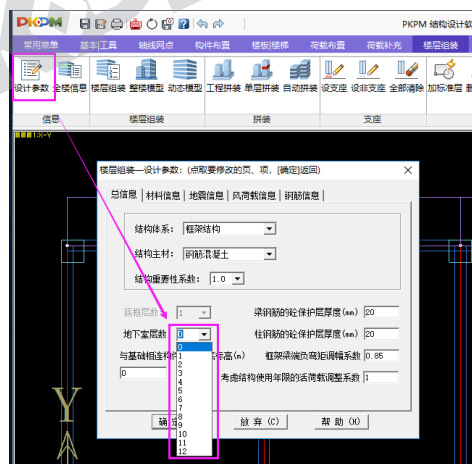 PKPM
PKPM 结构设计软
常用菜单 基本|工具 轴线网点 构件布置 楼板|楼梯 荷载布置 荷载补充 楼层组装
设计参数 全楼信息 楼层组装 整楼模型 动态模型 工程拼装 单层拼装 自动拼装 设支座 设非支座 全部清除 加标准层
信息 楼层组装 拼装 支座
楼层组装—设计参数: (点取要修改的页、项, [确定]返回)
总信息 材料信息 地震信息 风荷载信息 钢筋信息
结构体系: 框架结构
结构主材: 钢筋混凝土
结构重要性系数: 1.0
底框层数: 1 梁钢筋的砼保护层厚度(mm) 20
地下室层数: 0 柱钢筋的砼保护层厚度(mm) 20
与基础相连构件 标高(m) 框架梁端负弯矩调幅系数 0.85
0 考虑结构使用年限的活荷载调整系数 1
0
1
2
3
4
5
6
7
8
9
10
11
12
确 放 弃 (C) 帮 助 (H)
Y